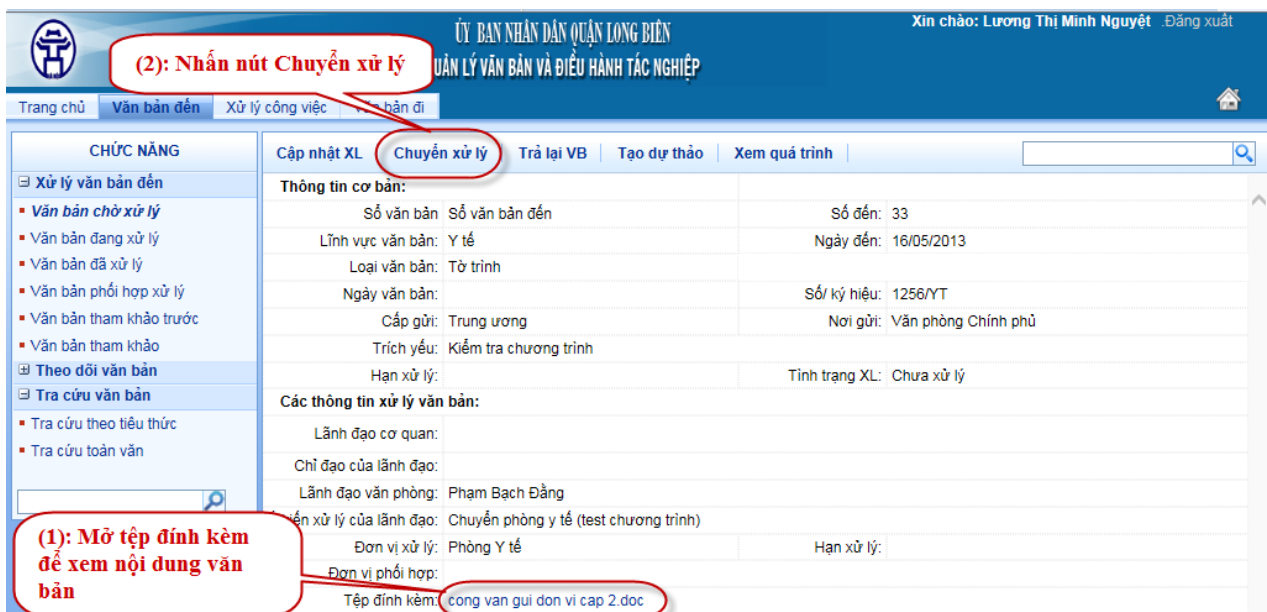 ỦY BAN NHÂN DÂN QUẬN LONG BIÊN
Xin chào: Lương Thị Minh Nguyệt .Đăng xuất
(2): Nhấn nút Chuyển xử lý
UẢN LÝ VĂN BẢN VÀ ĐIỀU HÀNH TÁC NGHIỆP
HÀ NỘI
Trang chủ Văn bản đến Xử lý công việc bản đi
CHỨC NĂNG
Xử lý văn bản đến
Văn bản chờ xử lý
Văn bản đang xử lý
Văn bản đã xử lý
Văn bản phối hợp xử lý
Văn bản tham khảo trước
Văn bản tham khảo
Theo dõi văn bản
Tra cứu văn bản
Tra cứu theo tiêu thức
Tra cứu toàn văn
Cập nhật XL Chuyển xử lý Trả lại VB Tạo dự thảo Xem quá trình
Thông tin cơ bản:
Sổ văn bản Sổ văn bản đến Số đến: 33
Lĩnh vực văn bản: Y tế Ngày đến: 16/05/2013
Loại văn bản: Tờ trình
Ngày văn bản: Số/ ký hiệu: 1256/YT
Cấp gửi: Trung ương Nơi gửi: Văn phòng Chính phủ
Trích yếu: Kiểm tra chương trình
Hạn xử lý: Tình trạng XL: Chưa xử lý
Các thông tin xử lý văn bản:
Lãnh đạo cơ quan:
Chỉ đạo của lãnh đạo:
Lãnh đạo văn phòng: Phạm Bạch Đằng
kiến xử lý của lãnh đạo: Chuyển phòng y tế (test chương trình)
Đơn vị xử lý: Phòng Y tế Hạn xử lý:
Đơn vị phối hợp:
Tệp đính kèm: cong van gui don vi cap 2.doc
(1): Mở tệp đính kèm
để xem nội dung văn
bản